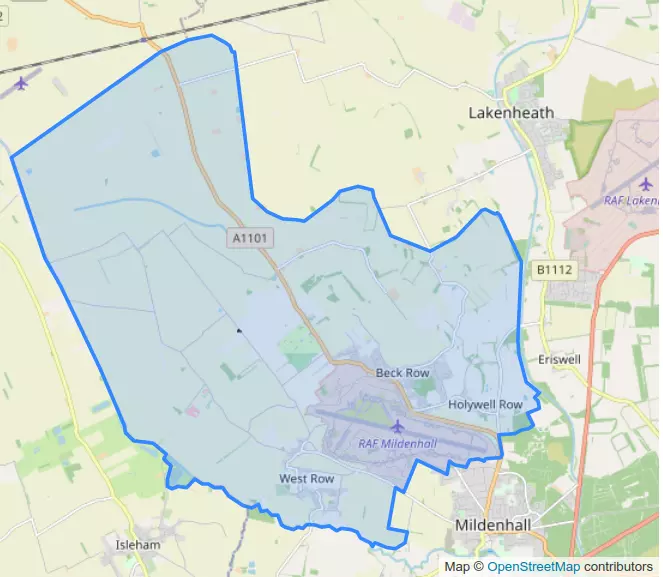 2
Lakenheath
RAF Laken
A1101
B1112
Eriswell
Beck Row
Holywell Row
RAF Mildenhall
West Row
Mildenhall
Isleham
Map © OpenStreetMap contributors